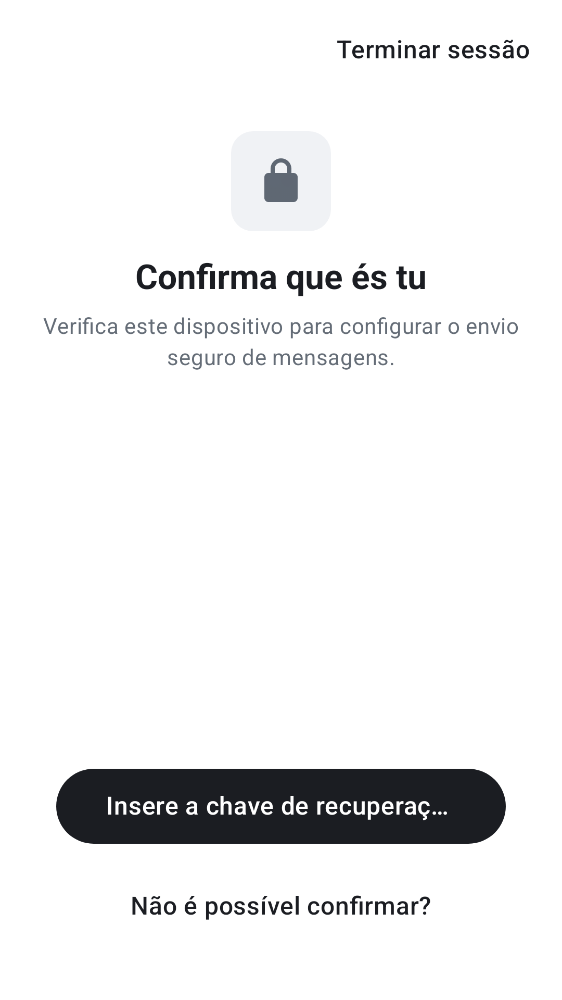 Terminar sessão
Confirma que és tu
Verifica este dispositivo para configurar o envio
seguro de mensagens.
Insere a chave de recuperaç…
Não é possível confirmar?